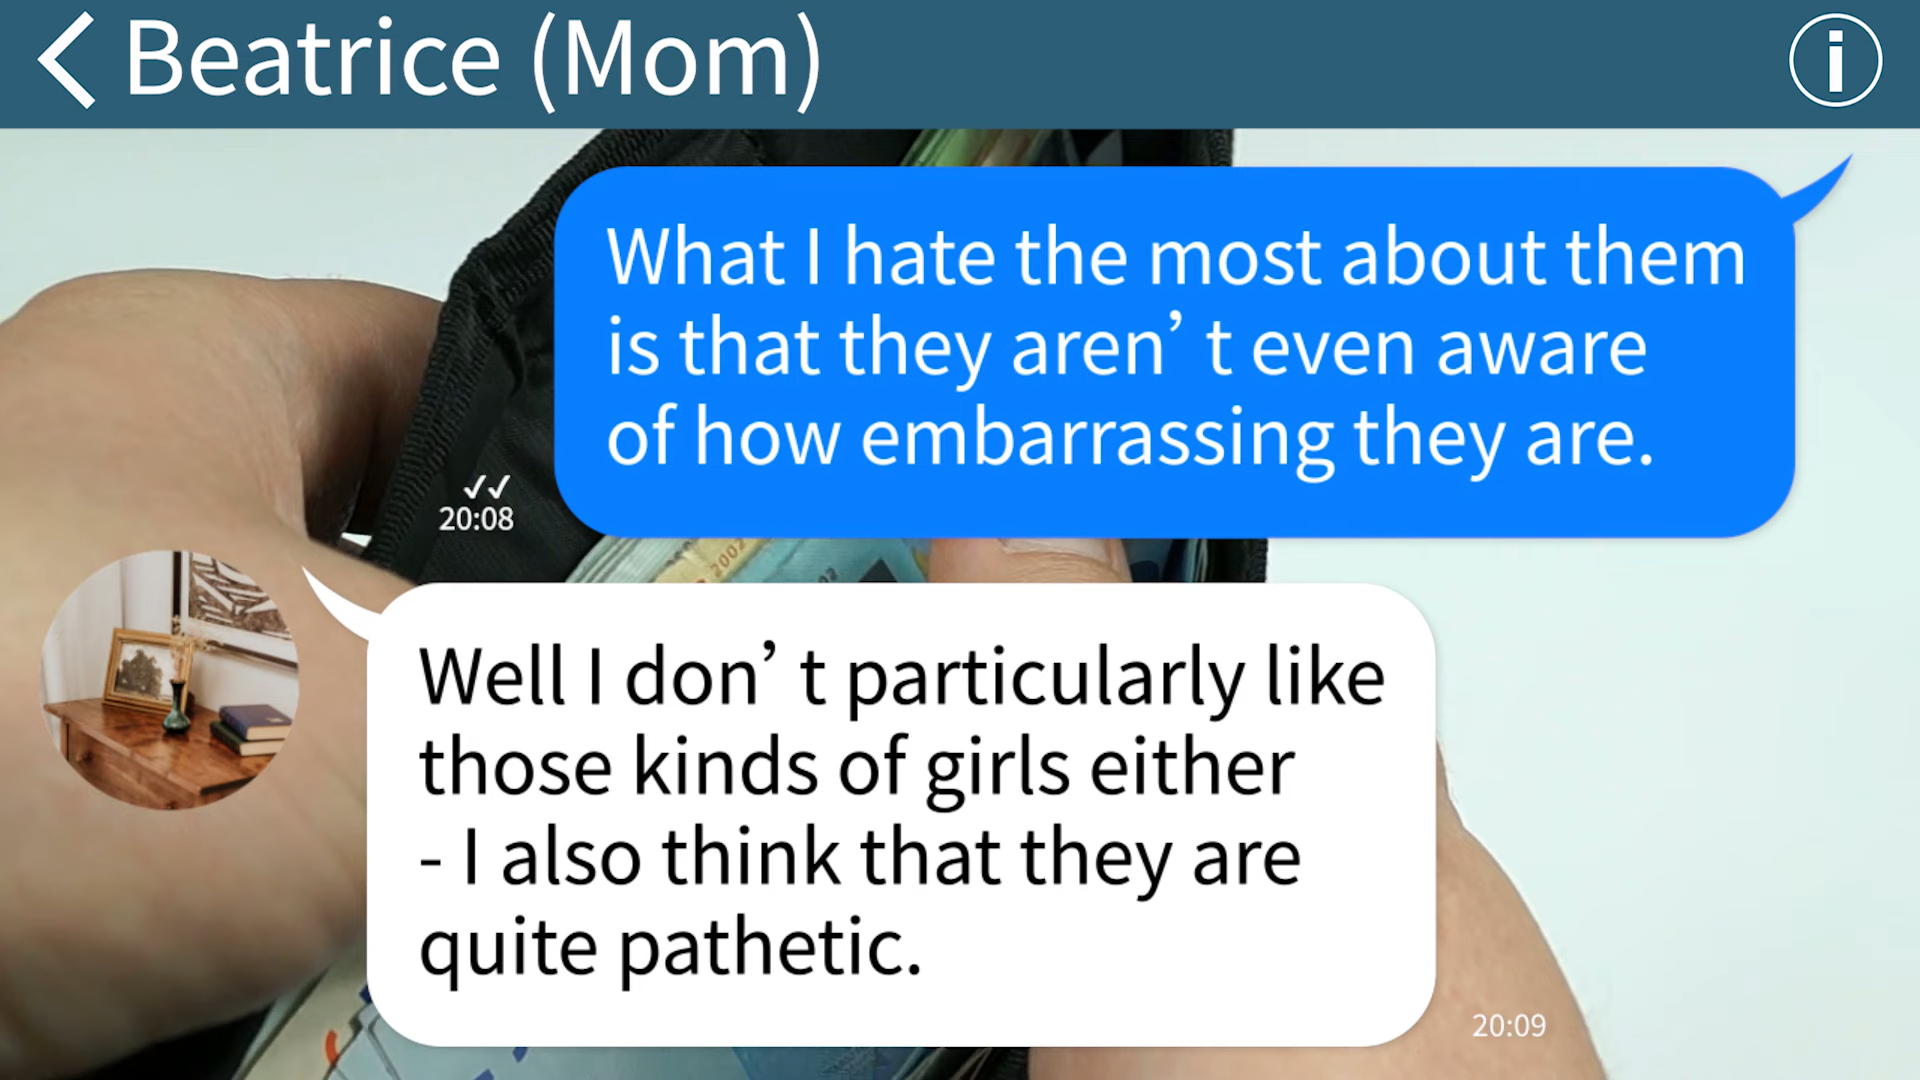 Beatrice (Mom)
What I hate the most about them
is that they aren’t even aware
of how embarrassing they are.
20:08
2002
02
Well I don’t particularly like
those kinds of girls either
- I also think that they are
quite pathetic.
20:09